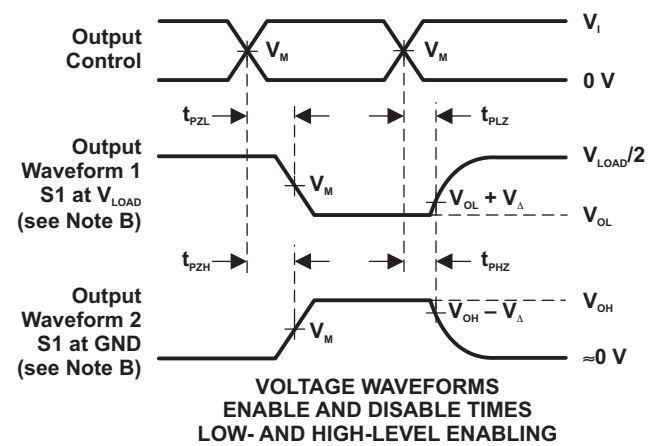 Output
Control
V_M
V_M
V_I
0 V
t_PZL
t_PLZ
Output
Waveform 1
S1 at V_LOAD
(see Note B)
V_M
V_OL + V_Δ
V_LOAD/2
V_OL
t_PZH
t_PHZ
Output
Waveform 2
S1 at GND
(see Note B)
V_M
V_OH – V_Δ
V_OH
≈0 V
VOLTAGE WAVEFORMS
ENABLE AND DISABLE TIMES
LOW- AND HIGH-LEVEL ENABLING